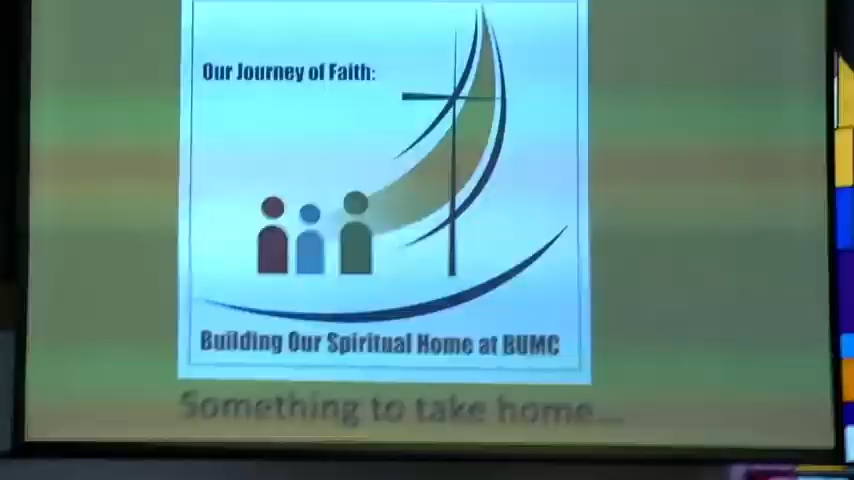 Our Journey of Faith:
Building Our Spiritual Home at BUMC
Something to take home...